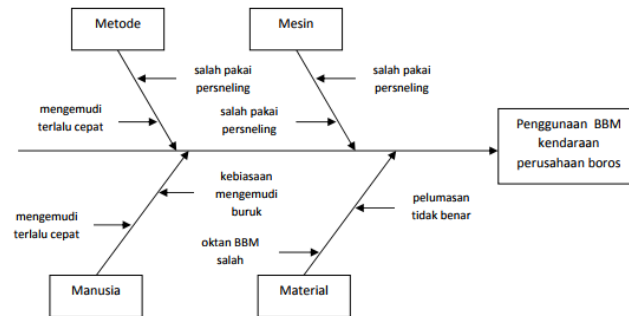 Metode
Mesin
salah pakai
persneling
salah pakai
persneling
mengemudi
terlalu cepat
salah pakai
persneling
Penggunaan BBM
kendaraan
perusahaan boros
kebiasaan
mengemudi
buruk
mengemudi
terlalu cepat
pelumasan
tidak benar
oktan BBM
salah
Manusia
Material